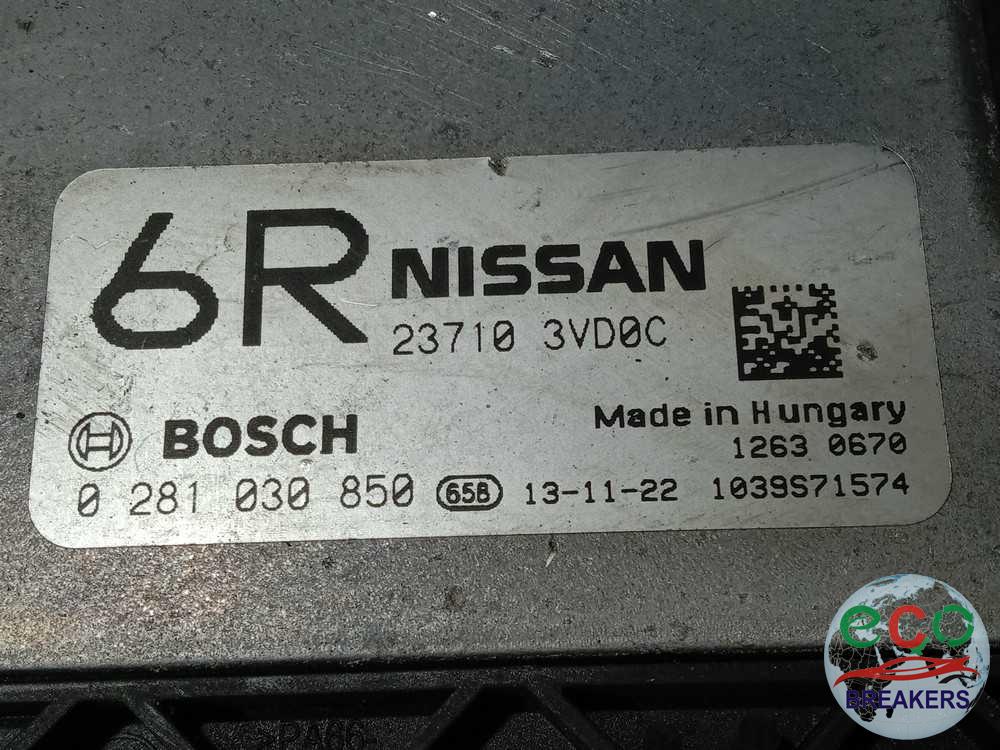 6R NISSAN
23710 3VD0C
BOSCH
Made in Hungary
1263 0670
0 281 030 850 65B 13-11-22 1039S71574
eco
BREAKERS